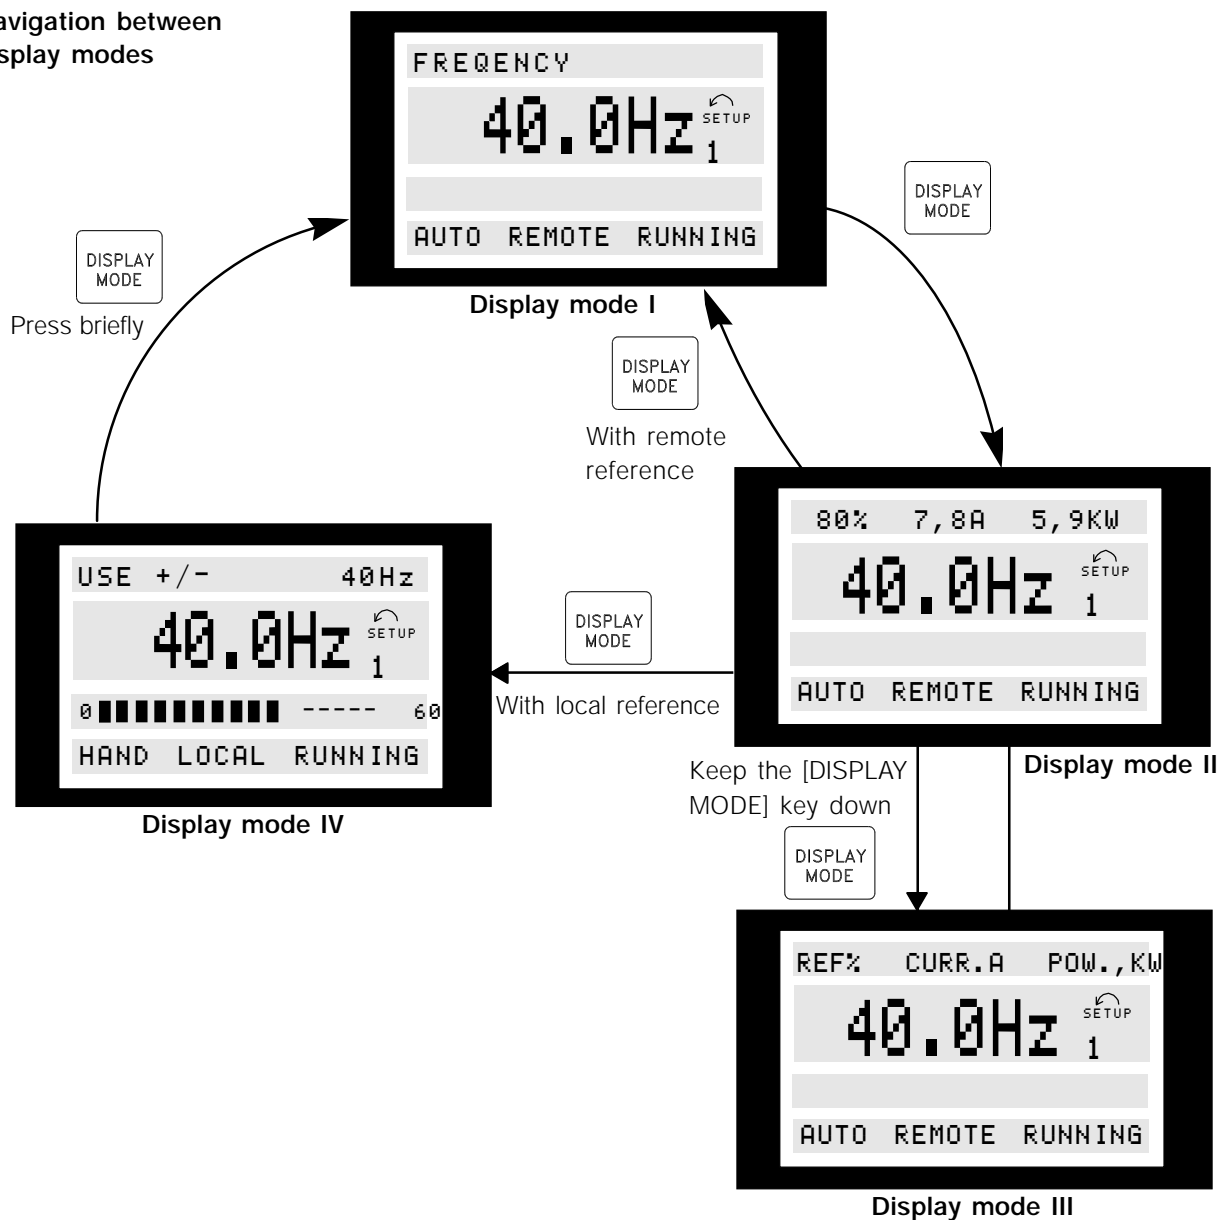 avigation between
splay modes
FREQENCY
40.0Hz
SETUP
1
AUTO REMOTE RUNNING
Display mode I
DISPLAY
MODE
DISPLAY
MODE
Press briefly
DISPLAY
MODE
With remote
reference
80% 7,8A 5,9KW
40.0Hz
SETUP
1
AUTO REMOTE RUNNING
Display mode II
USE +/- 40Hz
40.0Hz
SETUP
1
0 ----- 60
HAND LOCAL RUNNING
Display mode IV
DISPLAY
MODE
With local reference
Keep the [DISPLAY
MODE] key down
DISPLAY
MODE
REF% CURR.A POW.,KW
40.0Hz
SETUP
1
AUTO REMOTE RUNNING
Display mode III